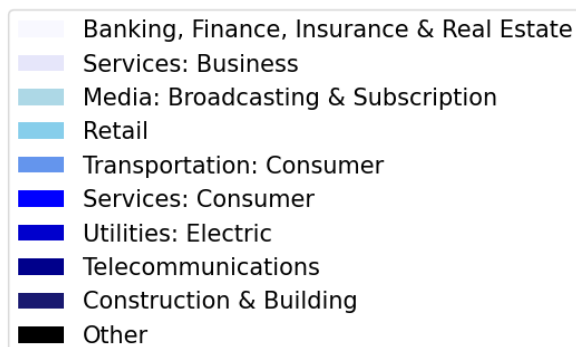 Banking, Finance, Insurance & Real Estate
Services: Business
Media: Broadcasting & Subscription
Retail
Transportation: Consumer
Services: Consumer
Utilities: Electric
Telecommunications
Construction & Building
Other